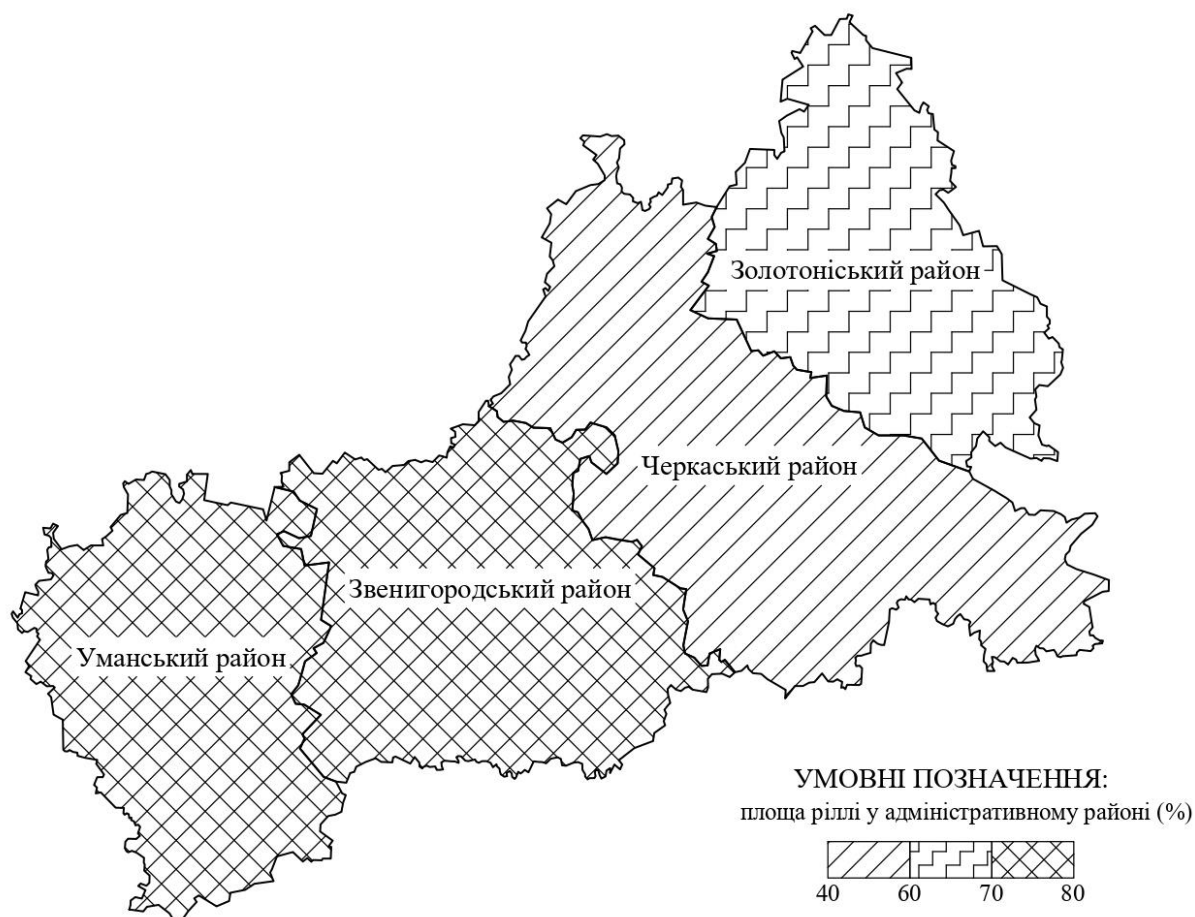 Золотоніський район
Черкаський район
Звенигородський район
Уманський район
УМОВНІ ПОЗНАЧЕННЯ:
площа ріллі у адміністративному районі (%)
40 60 70 80